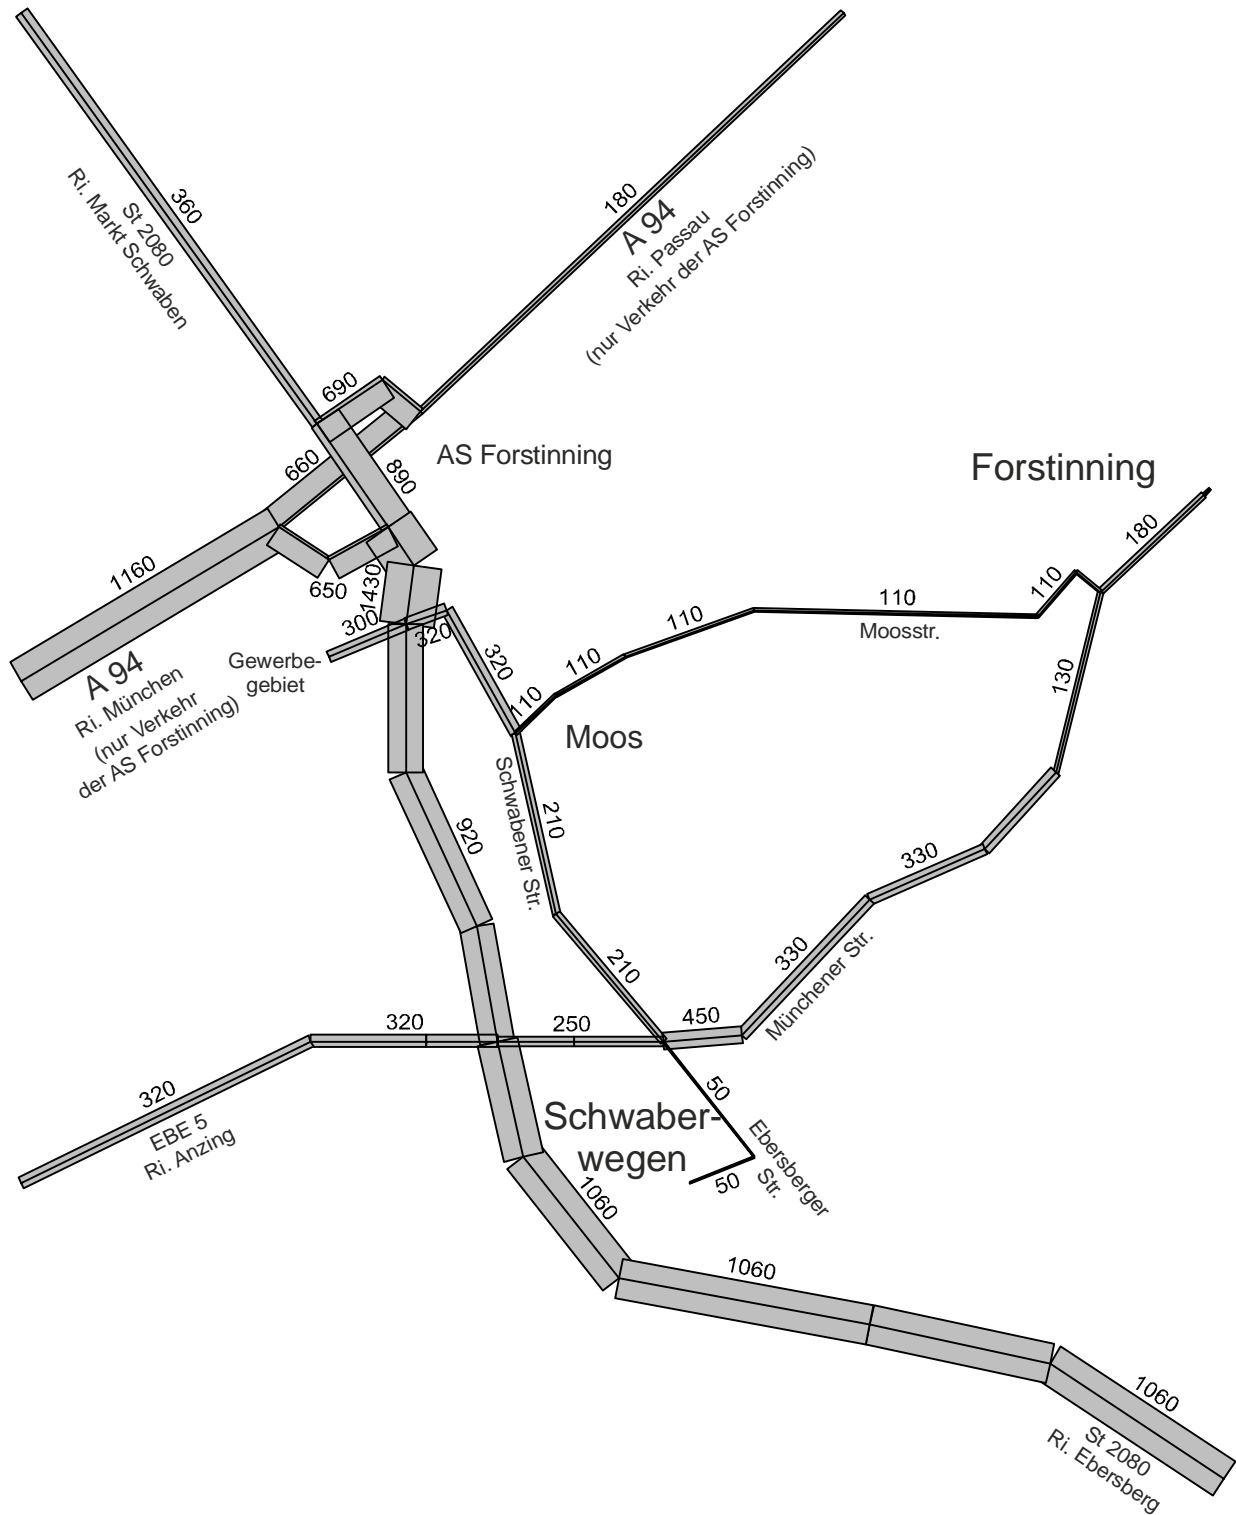 360
St 2080
Ri. Markt Schwaben
180
A 94
Ri. Passau
(nur Verkehr der AS Forstinning)
690
660
890
AS Forstinning
Forstinning
180
1160
650
1430
A 94
Ri. München
(nur Verkehr
der AS Forstinning)
300
320
Gewerbe-
gebiet
320
110
110
110
110
Moosstr.
110
Moos
130
Schwabener Str.
210
920
210
330
330
Münchener Str.
320
250
450
320
EBE 5
Ri. Anzing
50
Schwaber-
wegen
50
Ebersberger
Str.
1060
1060
1060
St 2080
Ri. Ebersberg